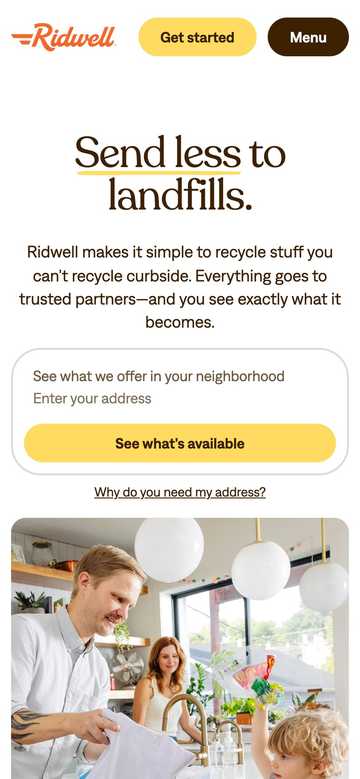 Ridwell
Get started
Menu
Send less to
landfills.
Ridwell makes it simple to recycle stuff you
can't recycle curbside. Everything goes to
trusted partners—and you see exactly what it
becomes.
See what we offer in your neighborhood
Enter your address
See what's available
Why do you need my address?